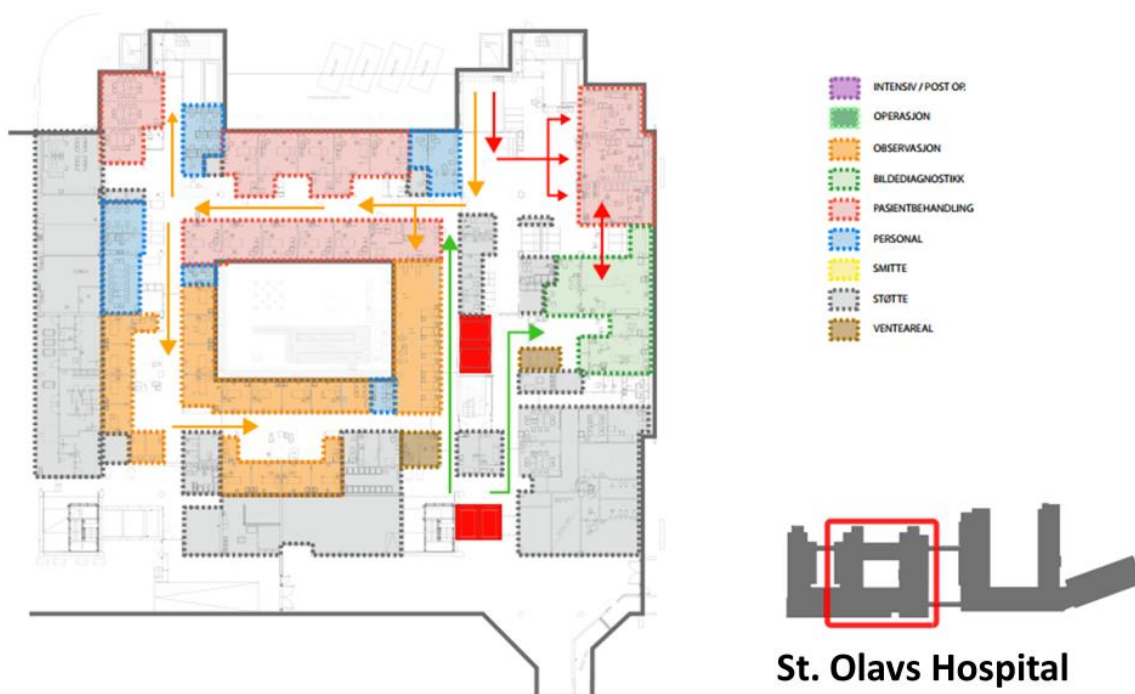 INTENSIV / POST OP.
OPERASJON
OBSERVASJON
BILDEDIAGNOSTIKK
PASIENTBEHANDLING
PERSONAL
SMITTE
STØTTE
VENTEAREAL
St. Olavs Hospital